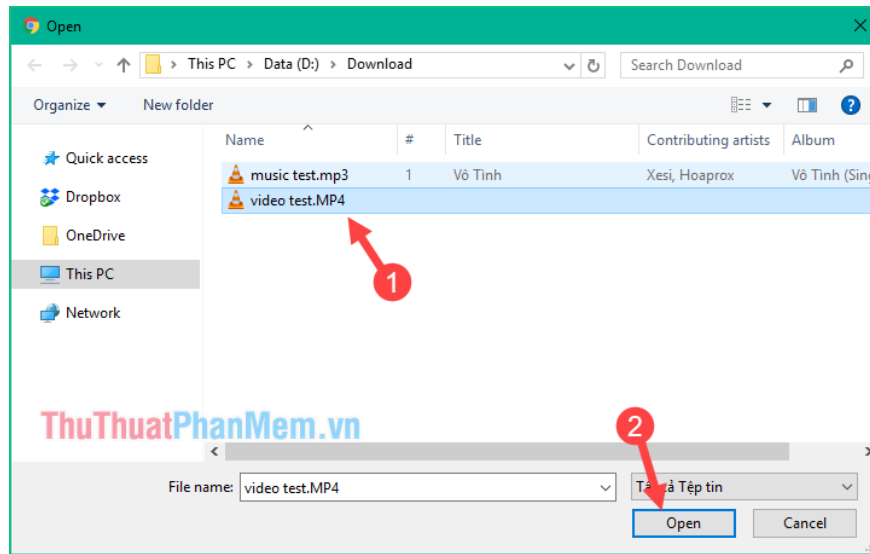 Open
This PC > Data (D:) > Download
Search Download
Organize
New folder
Name # Title Contributing artists Album
Quick access
music test.mp3 1 Vô Tình Xesi, Hoaprox Vô Tình (Sin
video test.MP4
Dropbox
OneDrive
This PC
Network
1
ThuThuatPhanMem.vn
2
File name: video test.MP4
Tệp tin
Open Cancel